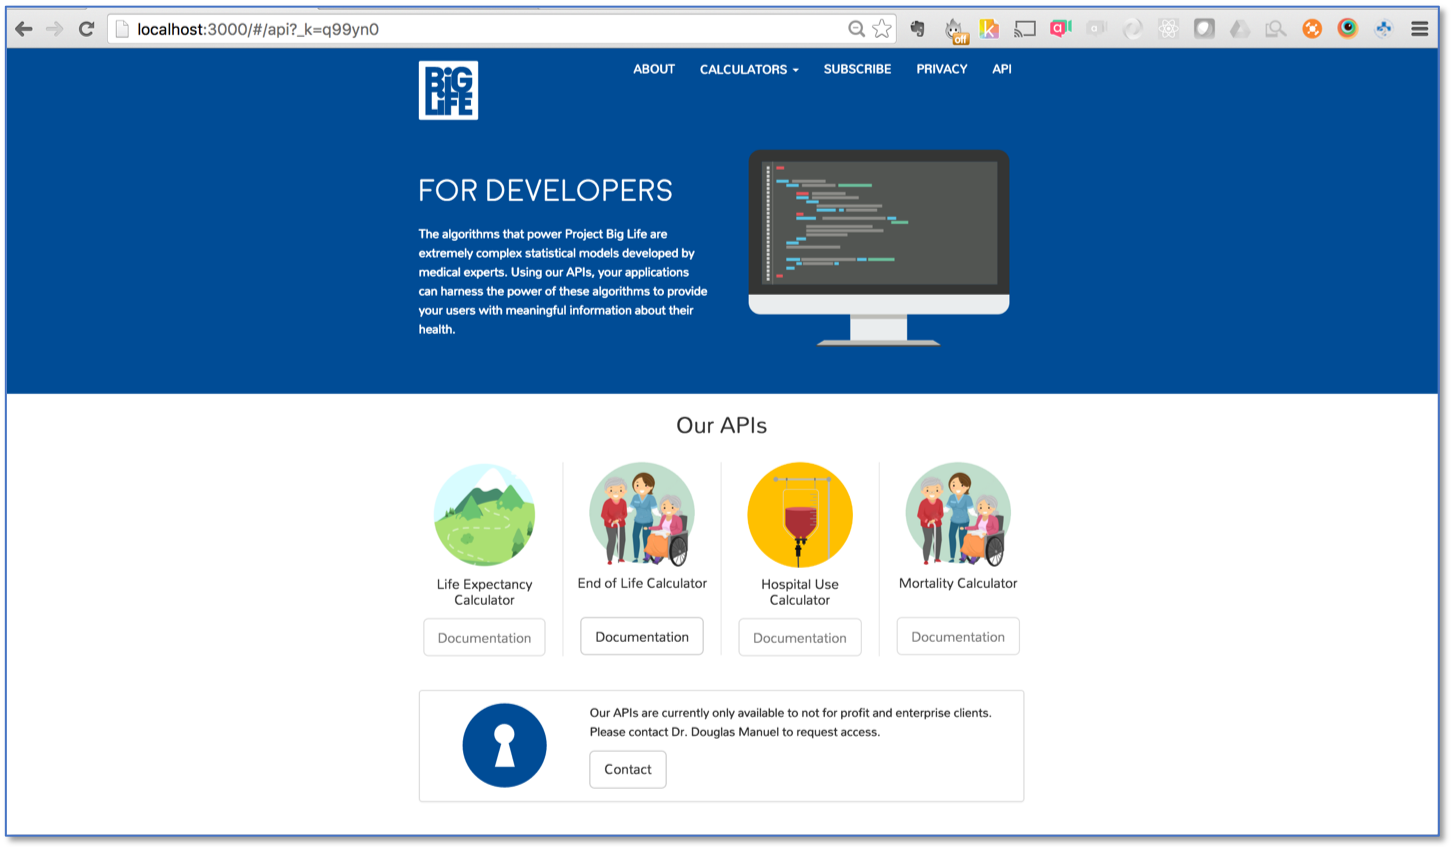 localhost:3000/#/api?_k=q99yn0
off
BiG
LiFE
ABOUT CALCULATORS SUBSCRIBE PRIVACY API
FOR DEVELOPERS
The algorithms that power Project Big Life are
extremely complex statistical models developed by
medical experts. Using our APIs, your applications
can harness the power of these algorithms to provide
your users with meaningful information about their
health.
Our APIs
Life Expectancy
Calculator
Documentation
End of Life Calculator
Documentation
Hospital Use
Calculator
Documentation
Mortality Calculator
Documentation
Our APIs are currently only available to not for profit and enterprise clients.
Please contact Dr. Douglas Manuel to request access.
Contact